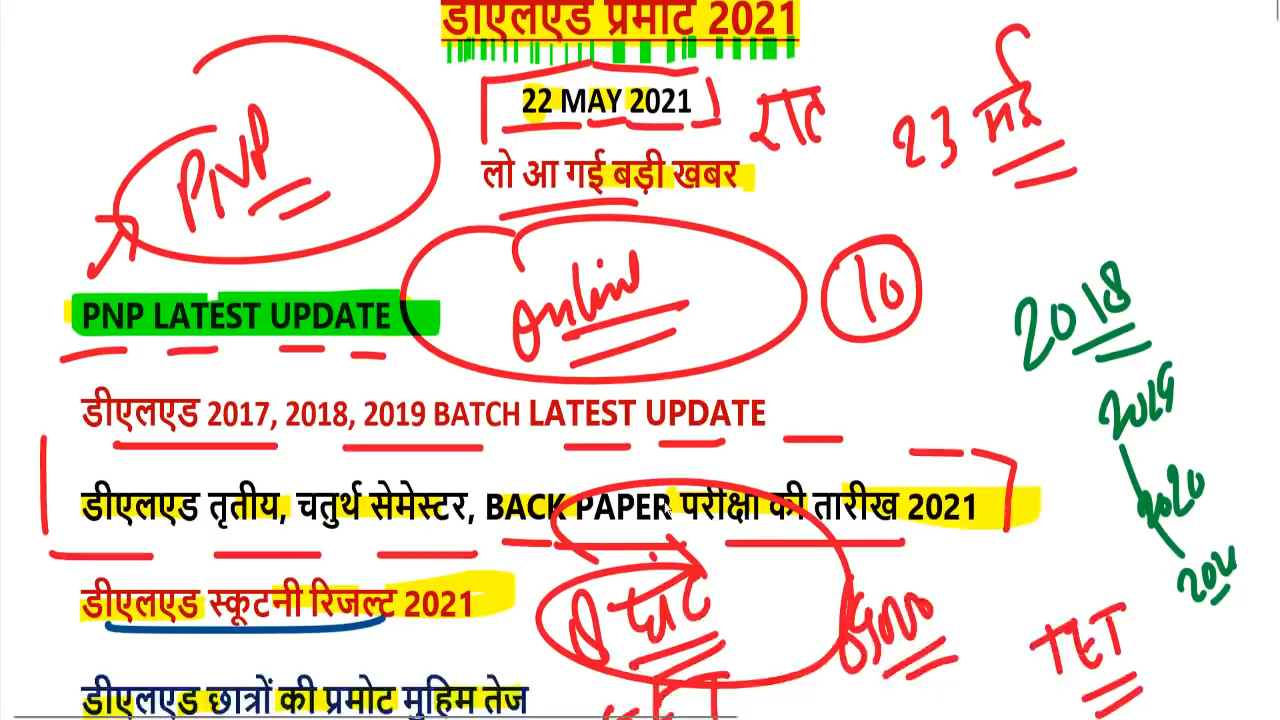 डीएलएड प्रमोट 2021
22 MAY 2021
रात
23 मई
लो आ गई बड़ी खबर
PNP
Online
10
PNP LATEST UPDATE
2018
2019
2020
डीएलएड 2017, 2018, 2019 BATCH LATEST UPDATE
डीएलएड तृतीय, चतुर्थ सेमेस्टर, BACK PAPER परीक्षा की तारीख 2021
डीएलएड स्कूटनी रिजल्ट 2021
TET
डीएलएड छात्रों की प्रमोट मुहिम तेज